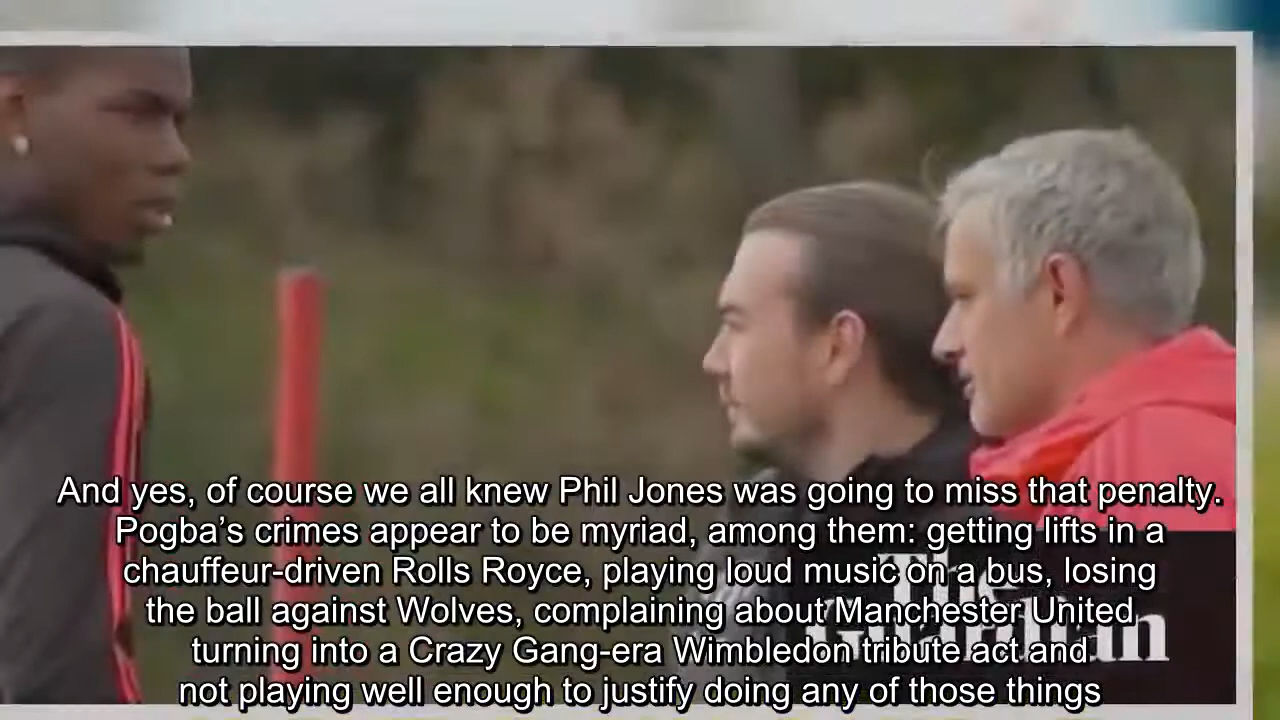 And yes, of course we all knew Phil Jones was going to miss that penalty.
Pogba’s crimes appear to be myriad, among them: getting lifts in a
chauffeur-driven Rolls Royce, playing loud music on a bus, losing
the ball against Wolves, complaining about Manchester United
turning into a Crazy Gang-era Wimbledon tribute act and
not playing well enough to justify doing any of those things
The
Guardian